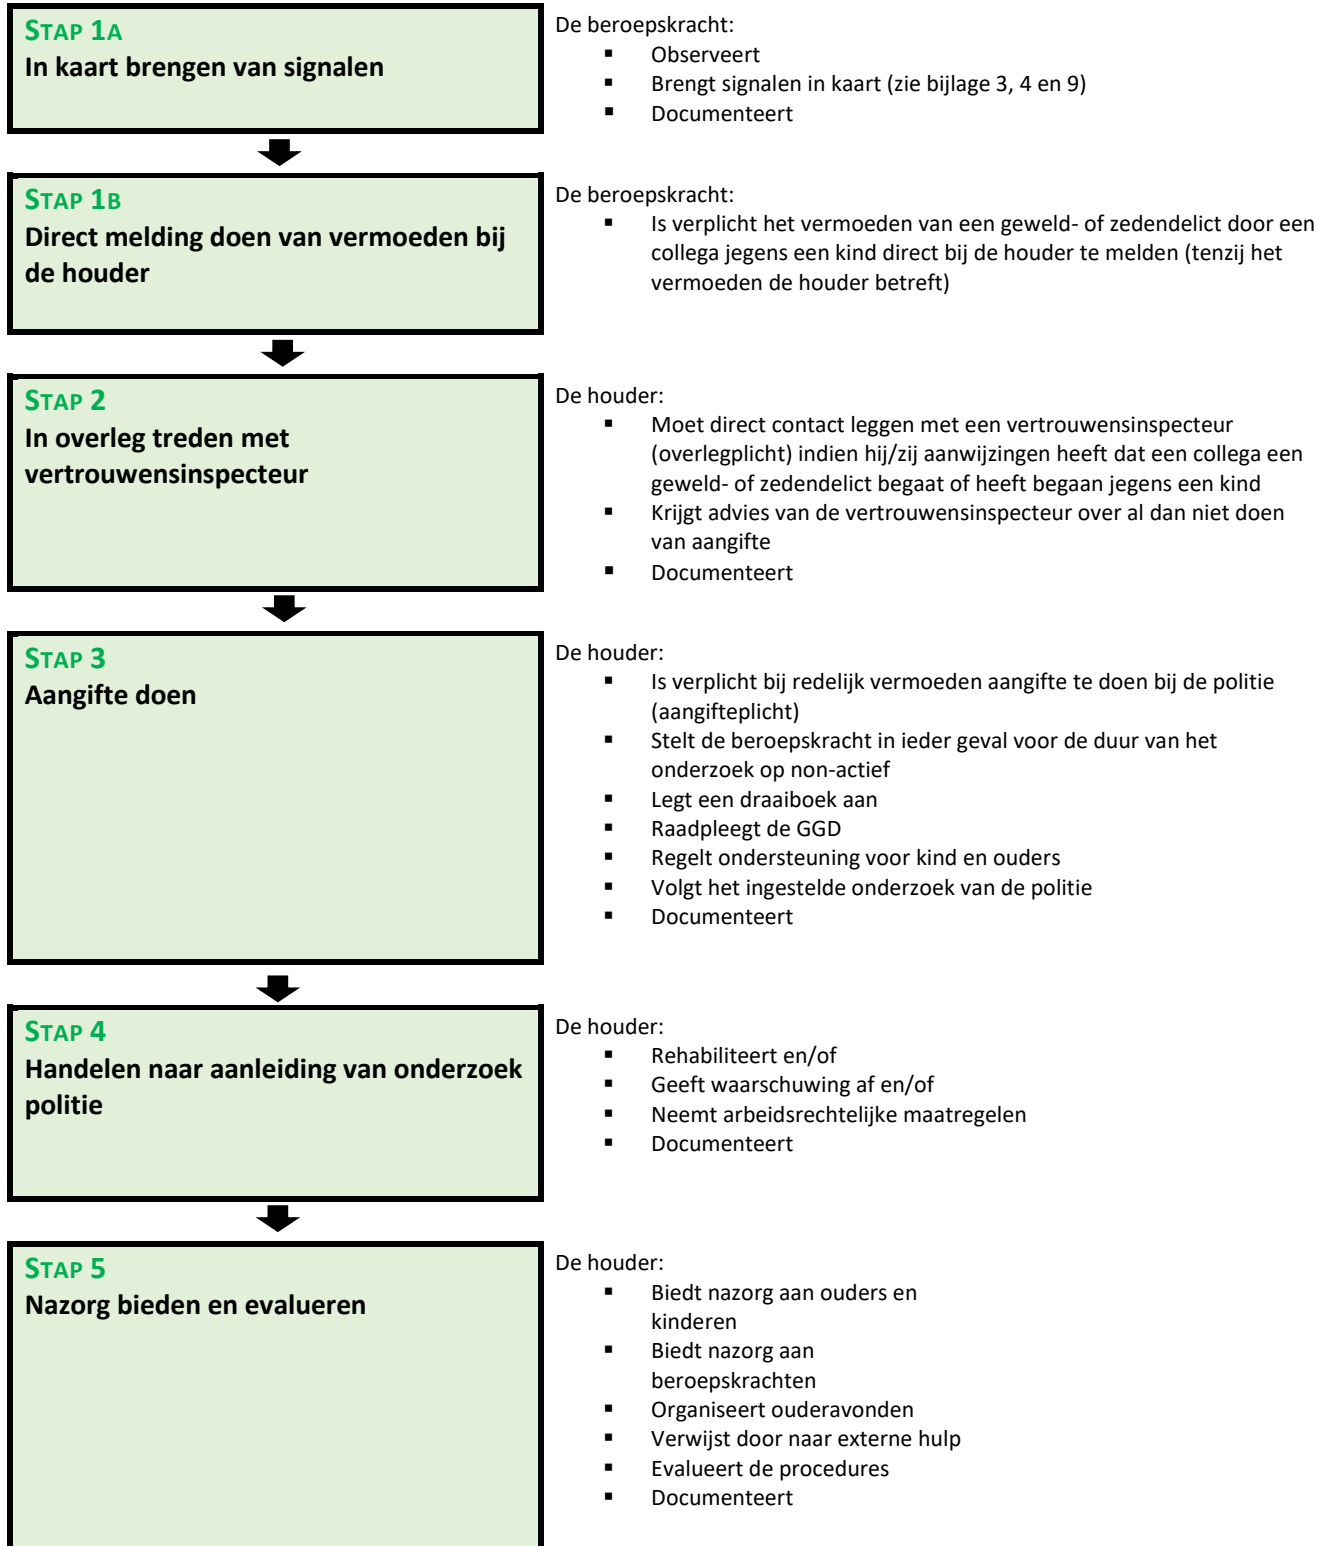 STAP 1A
In kaart brengen van signalen
De beroepskracht:
▪ Observeert
▪ Brengt signalen in kaart (zie bijlage 3, 4 en 9)
▪ Documenteert
STAP 1B
Direct melding doen van vermoeden bij
de houder
De beroepskracht:
▪ Is verplicht het vermoeden van een geweld- of zedendelict door een
collega jegens een kind direct bij de houder te melden (tenzij het
vermoeden de houder betreft)
STAP 2
In overleg treden met
vertrouwensinspecteur
De houder:
▪ Moet direct contact leggen met een vertrouwensinspecteur
(overlegplicht) indien hij/zij aanwijzingen heeft dat een collega een
geweld- of zedendelict begaat of heeft begaan jegens een kind
▪ Krijgt advies van de vertrouwensinspecteur over al dan niet doen
van aangifte
▪ Documenteert
STAP 3
Aangifte doen
De houder:
▪ Is verplicht bij redelijk vermoeden aangifte te doen bij de politie
(aangifteplicht)
▪ Stelt de beroepskracht in ieder geval voor de duur van het
onderzoek op non-actief
▪ Legt een draaiboek aan
▪ Raadpleegt de GGD
▪ Regelt ondersteuning voor kind en ouders
▪ Volgt het ingestelde onderzoek van de politie
▪ Documenteert
STAP 4
Handelen naar aanleiding van onderzoek
politie
De houder:
▪ Rehabiliteert en/of
▪ Geeft waarschuwing af en/of
▪ Neemt arbeidsrechtelijke maatregelen
▪ Documenteert
STAP 5
Nazorg bieden en evalueren
De houder:
▪ Biedt nazorg aan ouders en
kinderen
▪ Biedt nazorg aan
beroepskrachten
▪ Organiseert ouderavonden
▪ Verwijst door naar externe hulp
▪ Evalueert de procedures
▪ Documenteert